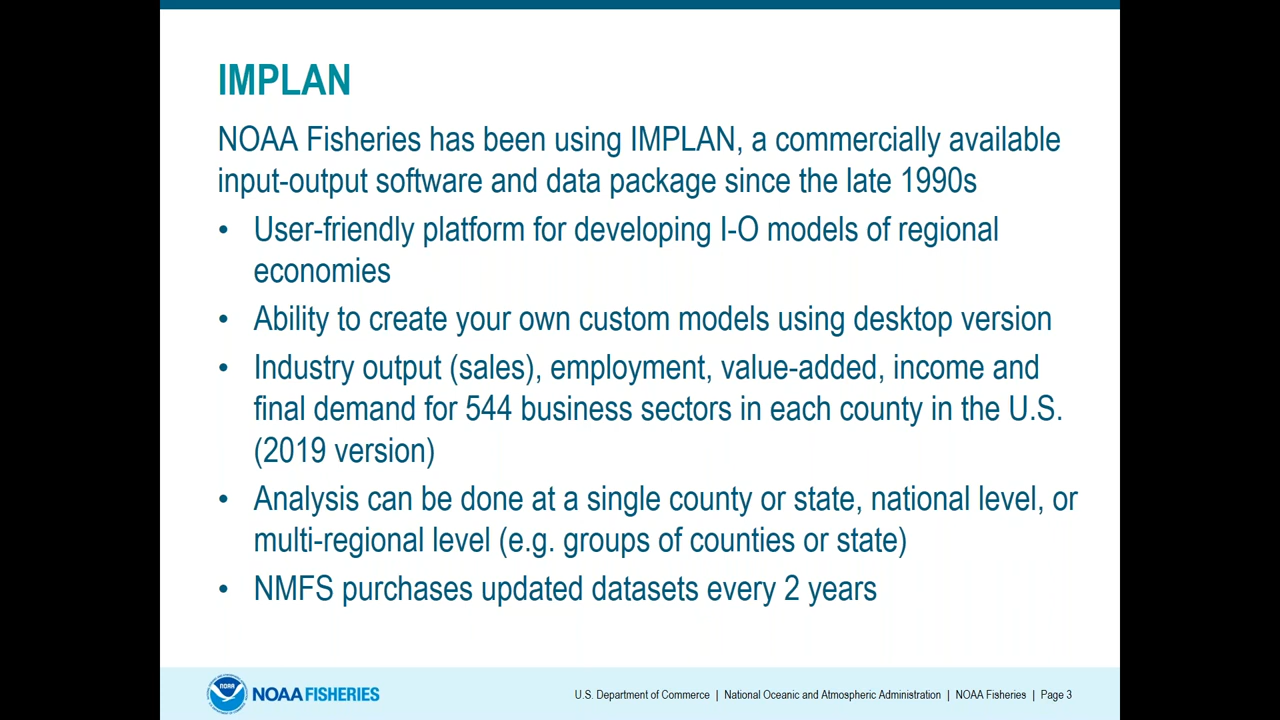 IMPLAN
NOAA Fisheries has been using IMPLAN, a commercially available
input-output software and data package since the late 1990s
• User-friendly platform for developing I-O models of regional
economies
• Ability to create your own custom models using desktop version
• Industry output (sales), employment, value-added, income and
final demand for 544 business sectors in each county in the U.S.
(2019 version)
• Analysis can be done at a single county or state, national level, or
multi-regional level (e.g. groups of counties or state)
• NMFS purchases updated datasets every 2 years
NOAA
NOAA FISHERIES
U.S. Department of Commerce | National Oceanic and Atmospheric Administration | NOAA Fisheries | Page 3